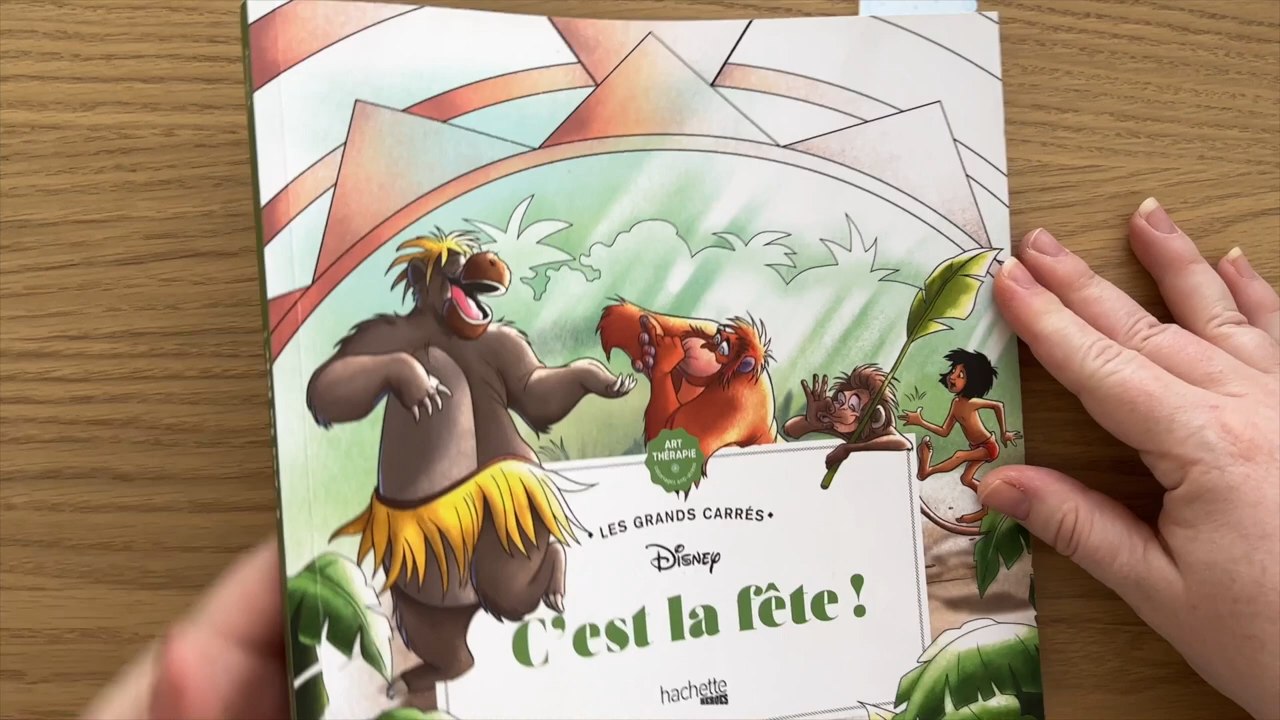 ART
THÉRAPIE
LES GRANDS CARRÉS
Disney
C'est la fête !
hachette
HEROES